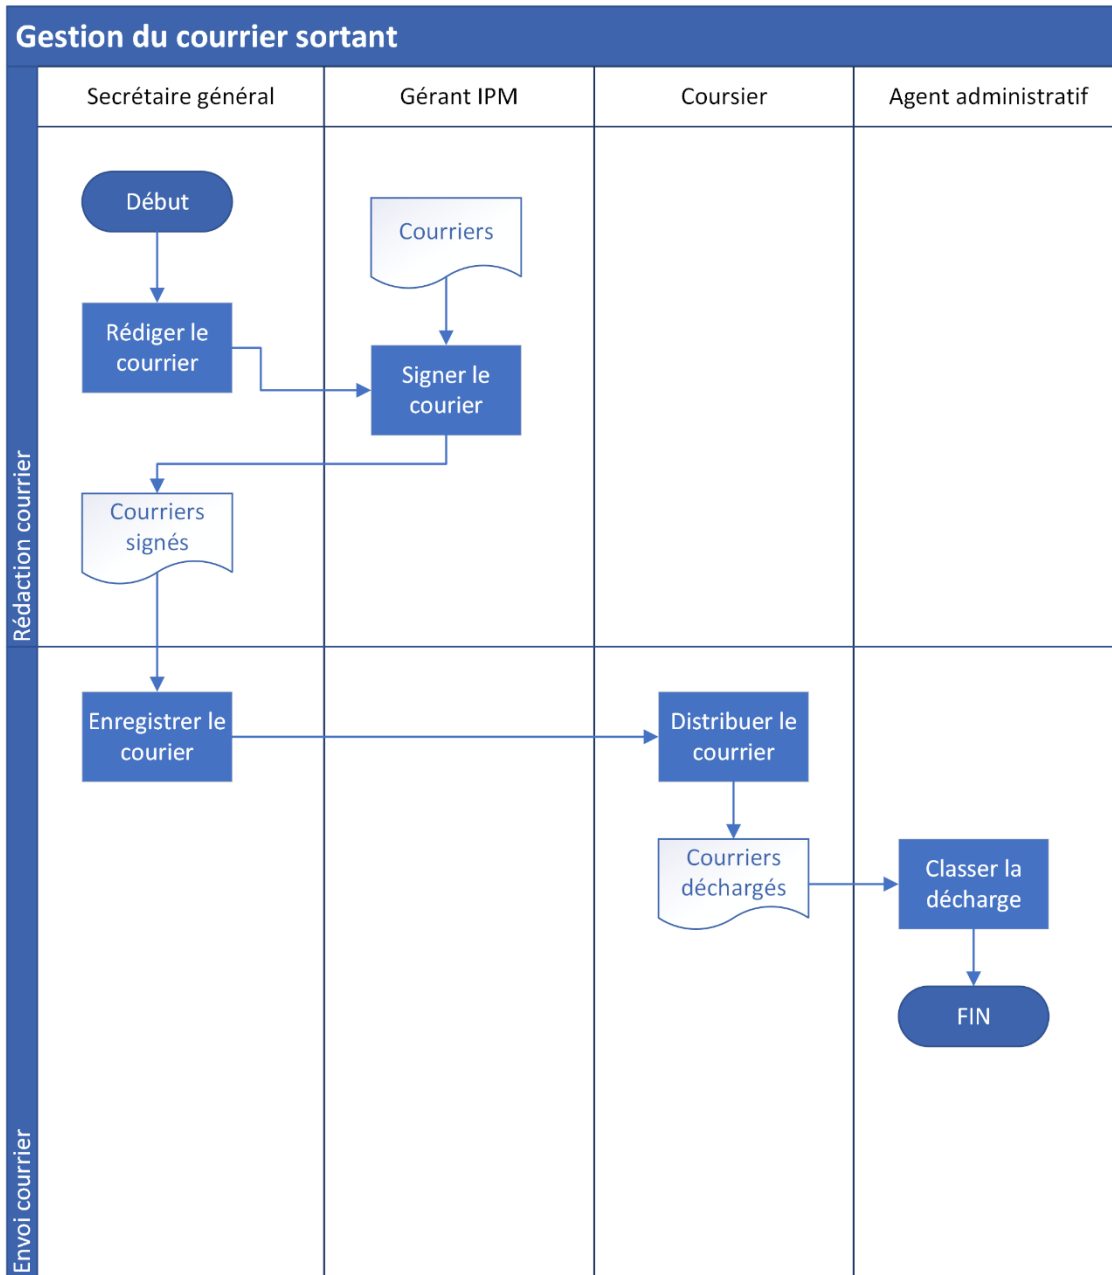 Gestion du courrier sortant
Secrétaire général
Gérant IPM
Coursier
Agent administratif
Rédaction courrier
Début
Courriers
Rédiger le
courrier
Signer le
courier
Courriers
signés
Envoi courrier
Enregistrer le
courier
Distribuer le
courrier
Courriers
déchargés
Classer la
décharge
FIN